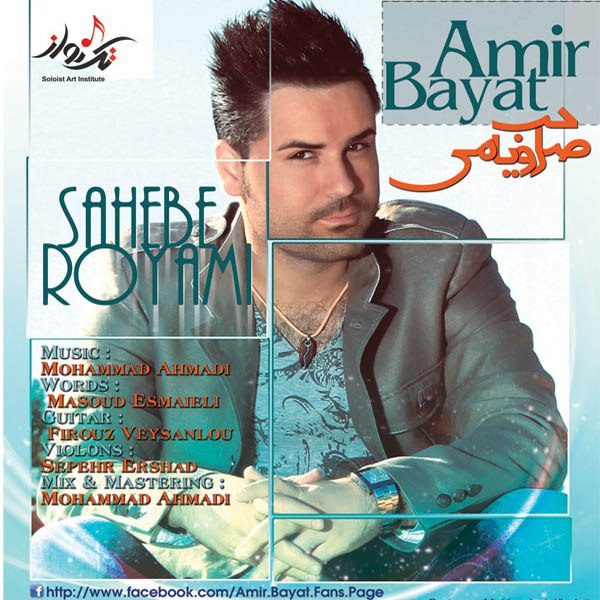 تکنواز
Soloist Art Institute
Amir
Bayat
صاحب رویامی
SAHEBE
ROYAMI
Music :
Mohammad Ahmadi
Words :
Masoud Esmaieli
Guitar :
Firouz Veysanlou
Violons :
Sepehr Ershad
Mix & Mastering :
Mohammad Ahmadi
f http://www.facebook.com/Amir.Bayat.Fans.Page